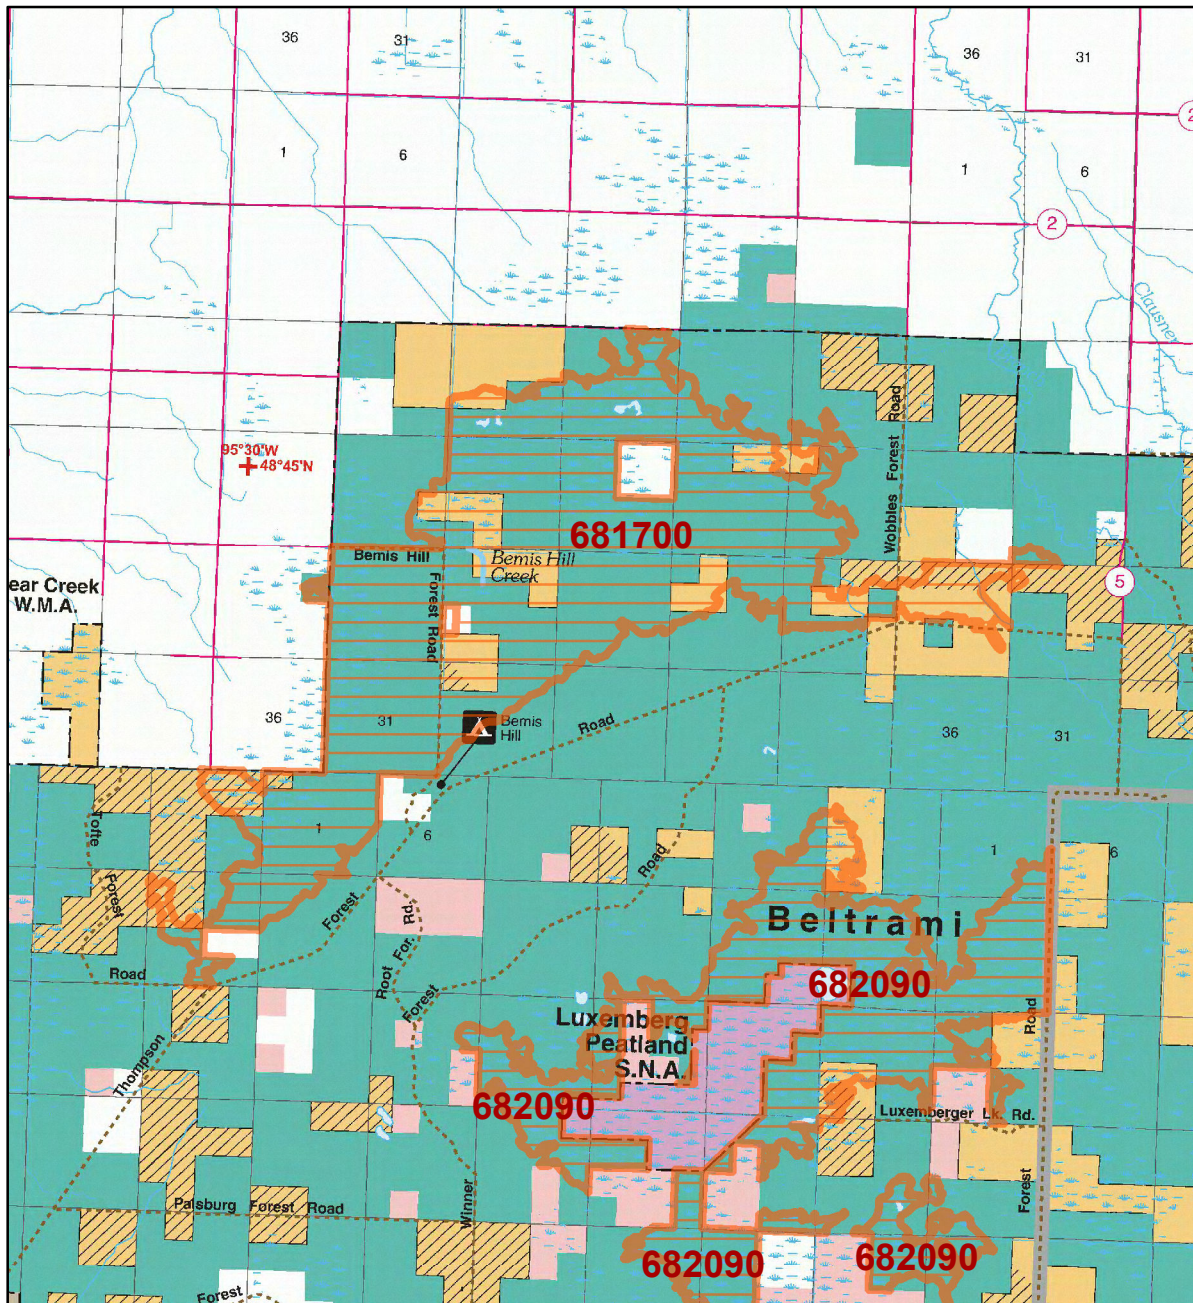 36
31
36
31
2
1
6
1
6
2
Clausner
95°30'W
48°45'N
Wobbles Forest Road
681700
Bemis Hill
Bemis Hill
Creek
ear Creek
W.M.A.
5
Forest Road
36
31
Bemis
Hill
Road
36
31
Tofte
1
6
1
6
Road
Forest
Forest
Root For. Rd.
Beltrami
Road
682090
Forest
Luxemberg
Peatland
S.N.A.
Road
Thompson
682090
Luxemberger Lk. Rd.
Winner
Forest
Palsburg Forest Road
682090
682090
Forest